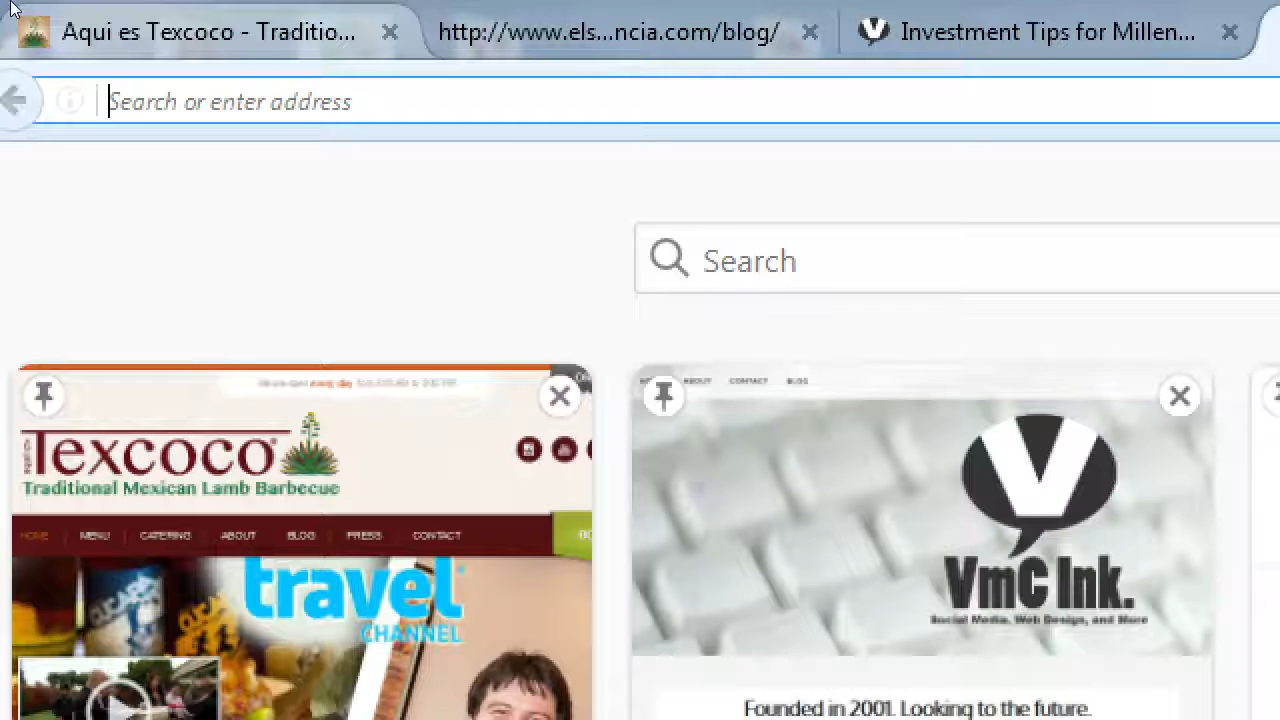 Aqui es Texcoco - Traditio...
http://www.els...ncia.com/blog/
Investment Tips for Millen...
Search or enter address
Search
Texcoco
Traditional Mexican Lamb Barbecue
HOME MENU CATERING ABOUT BLOG PRESS CONTACT
travel
CHANNEL
ABOUT CONTACT BLOG
V
VmC Ink.
Social Media, Web Design, and More
Founded in 2001. Looking to the future.